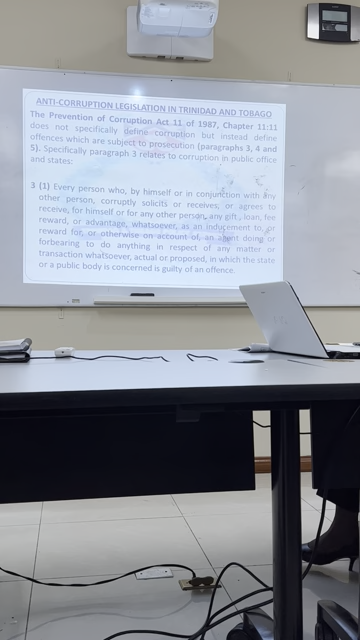 ANTI-CORRUPTION LEGISLATION IN TRINIDAD AND TOBAGO
The Prevention of Corruption Act 11 of 1987, Chapter 11:11
does not specifically define corruption but instead define
offences which are subject to prosecution (paragraphs 3, 4 and
5). Specifically paragraph 3 relates to corruption in public office
and states:
3 (1) Every person who, by himself or in conjunction with any
other person, corruptly solicits or receives, or agrees to
receive, for himself or for any other person, any gift, loan, fee
reward, or advantage, whatsoever, as an inducement to, or
reward for, or otherwise on account of, an agent doing or
forbearing to do anything in respect of any matter or
transaction whatsoever, actual or proposed, in which the state
or a public body is concerned is guilty of an offence.